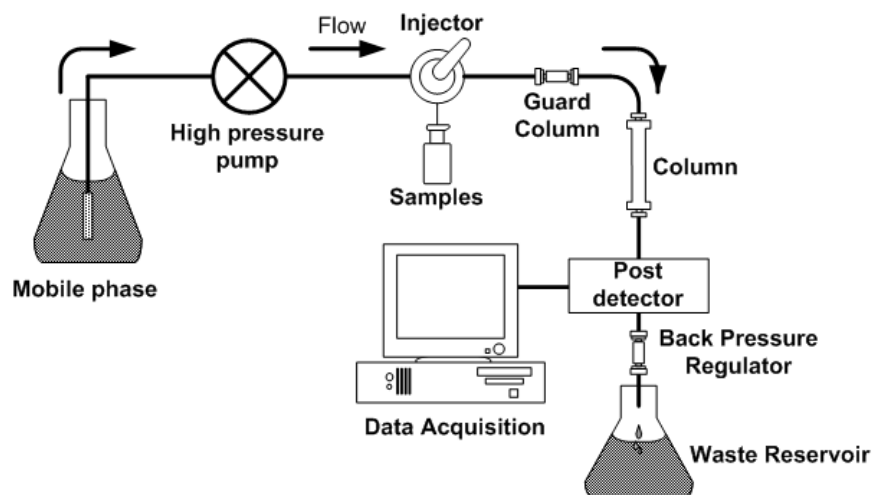 Flow
Injector
High pressure
pump
Guard
Column
Samples
Column
Mobile phase
Post
detector
Back Pressure
Regulator
Data Acquisition
Waste Reservoir